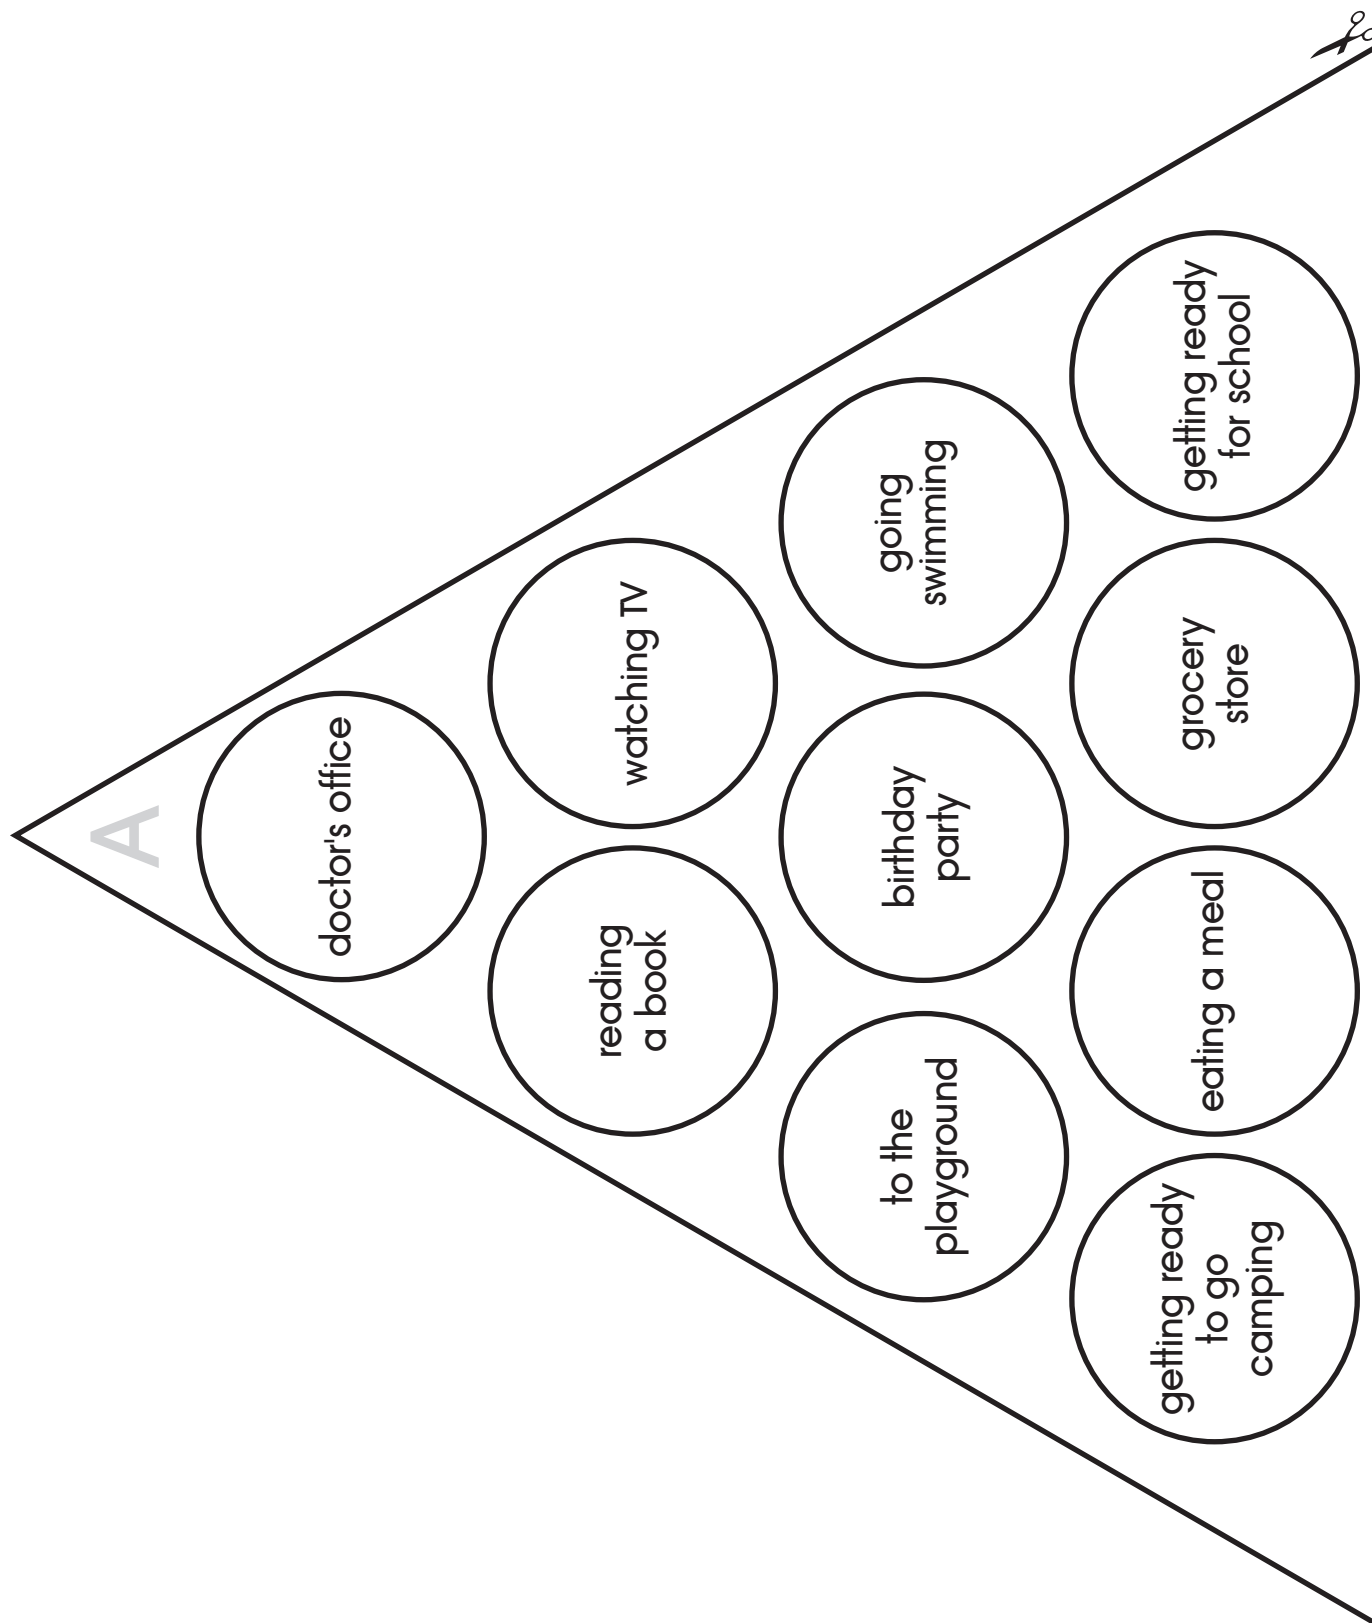 A
doctor's office
reading
a book
watching TV
to the
playground
birthday
party
going
swimming
getting ready
to go
camping
eating a meal
grocery
store
getting ready
for school